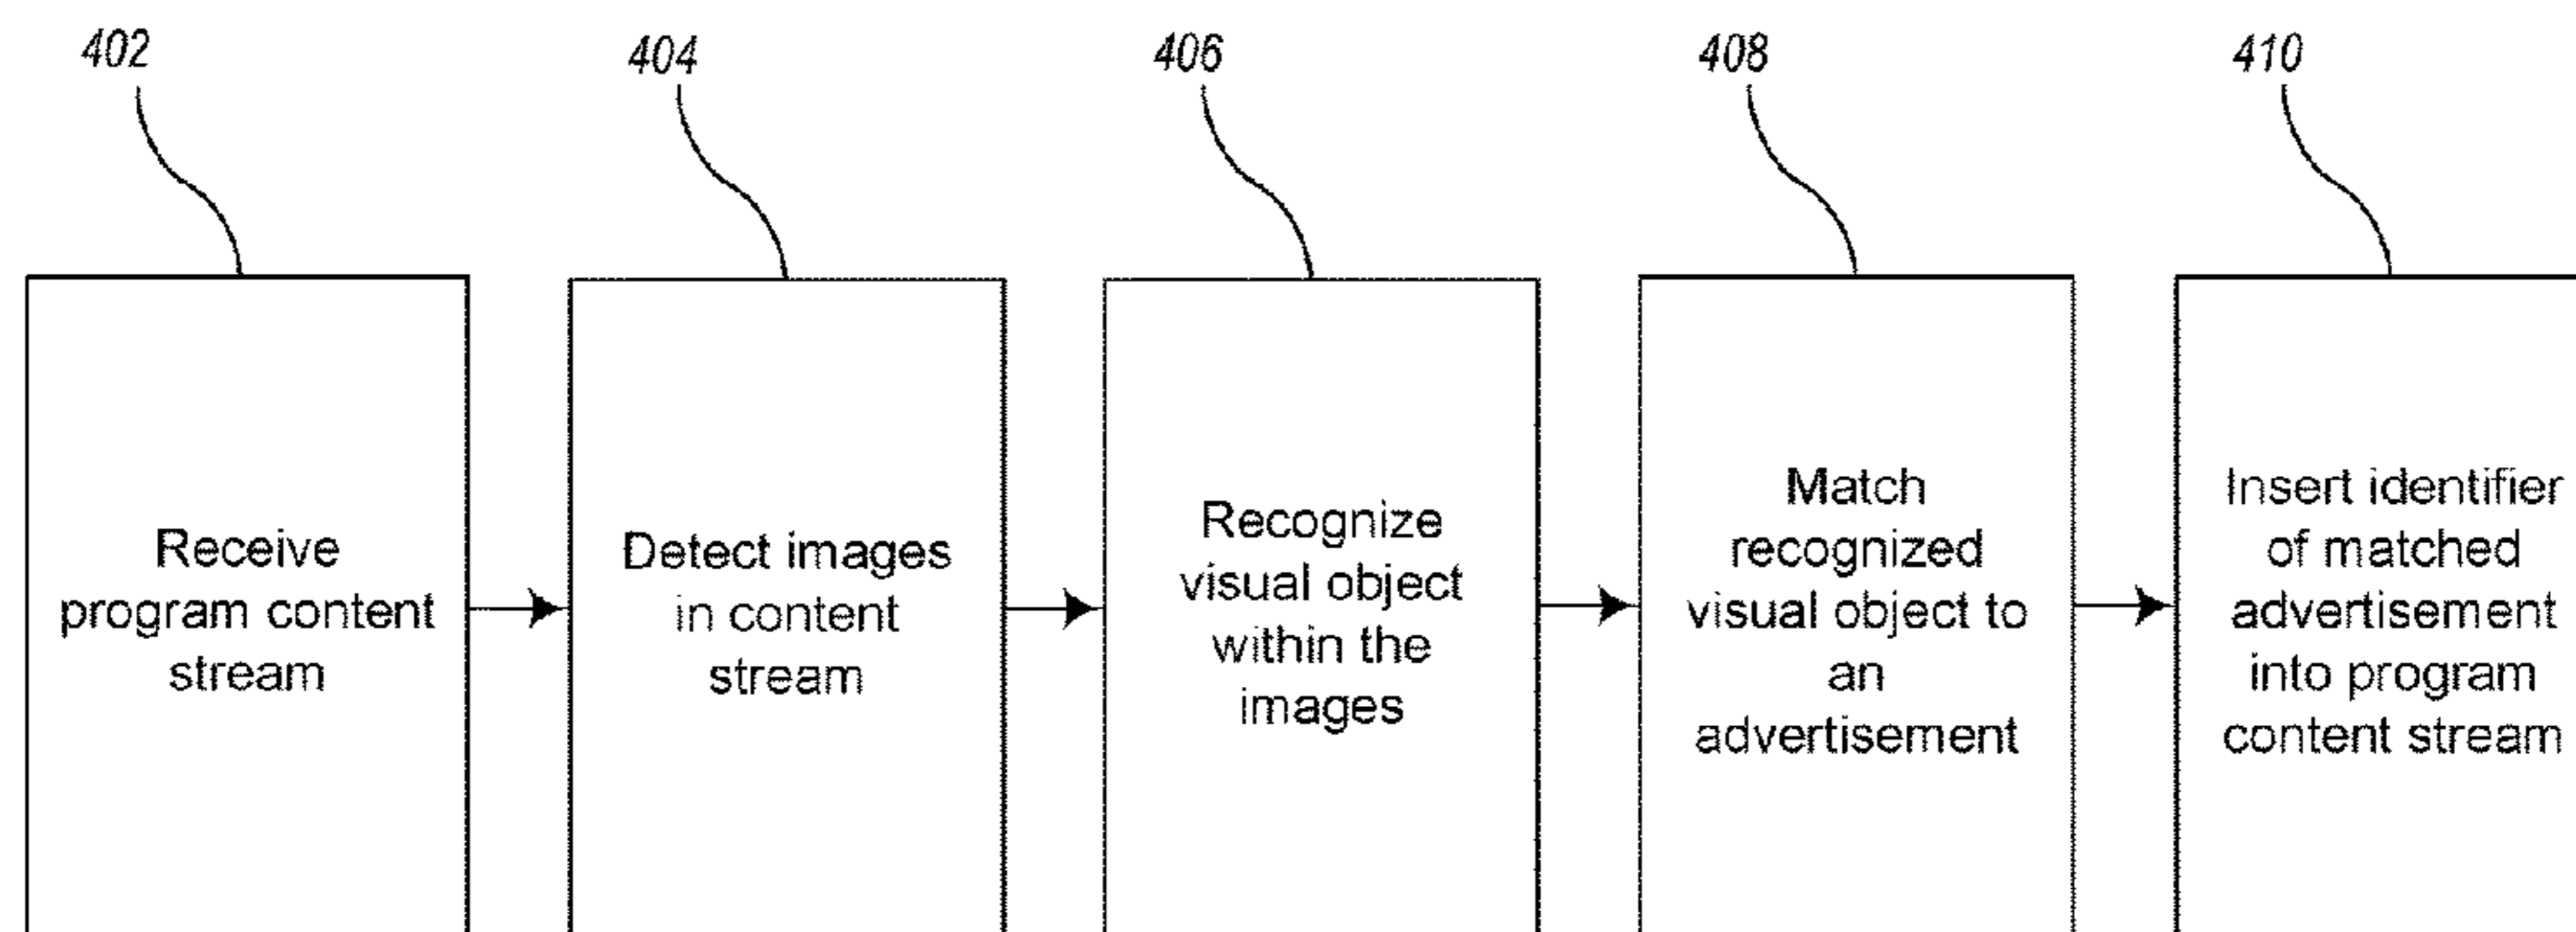 402
404
406
408
410
Receive
program content
stream
Detect images
in content
stream
Recognize
visual object
within the
images
Match
recognized
visual object to
an
advertisement
Insert identifier
of matched
advertisement
into program
content stream